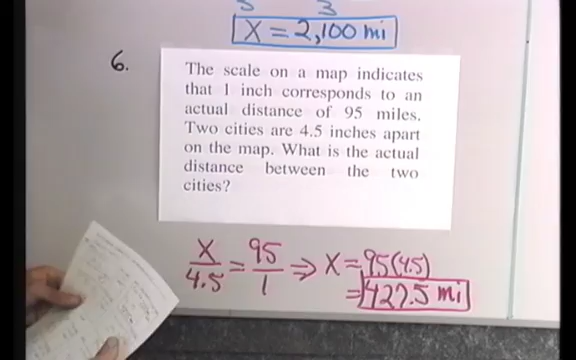 3 3
X = 2,100 mi
6.
The scale on a map indicates
that 1 inch corresponds to an
actual distance of 95 miles.
Two cities are 4.5 inches apart
on the map. What is the actual
distance between the two
cities?
X/4.5 = 95/1 ⇒ X = 95(4.5)
= 427.5 mi